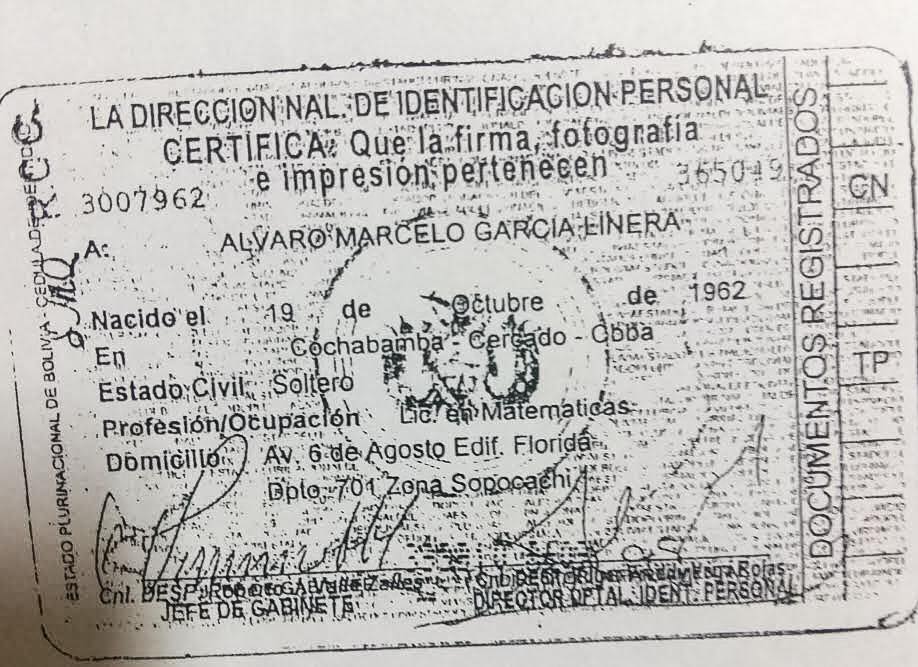 LA DIRECCION NAL. DE IDENTIFICACION PERSONAL
CERTIFICA: Que la firma, fotografía
e impresión pertenecen
3007962
365049
A: ALVARO MARCELO GARCIA LINERA
Nacido el 19 de Octubre de 1962
En Cochabamba - Cercado - Cbba
Estado Civil Soltero
Profesión/Ocupación Lic. en Matematicas
Domicilio Av. 6 de Agosto Edif. Florida
Dpto. 701 Zona Sopocachi
Cnl. DESP.
JEFE DE GABINETE
DIRECTOR DPTAL. IDENT. PERSONAL
ESTADO PLURINACIONAL DE BOLIVIA - CEDULA DE
DOCUMENTOS REGISTRADOS
CN
TP